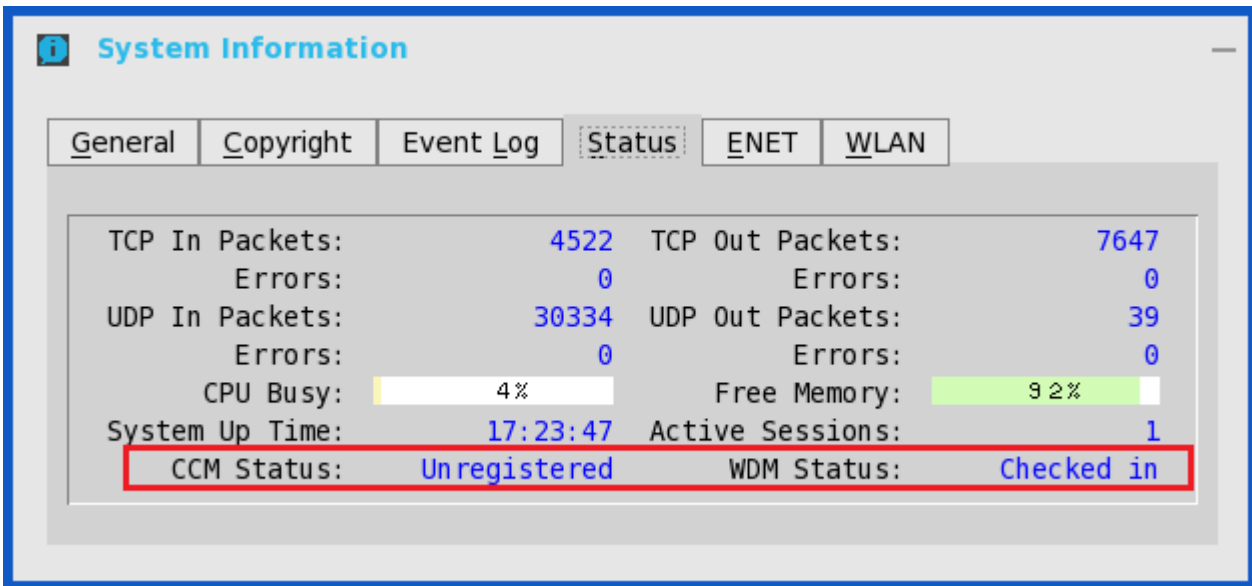 System Information
General Copyright Event Log Status ENET WLAN
TCP In Packets: 4522 TCP Out Packets: 7647
Errors: 0 Errors: 0
UDP In Packets: 30334 UDP Out Packets: 39
Errors: 0 Errors: 0
CPU Busy: 4% Free Memory: 92%
System Up Time: 17:23:47 Active Sessions: 1
CCM Status: Unregistered WDM Status: Checked in